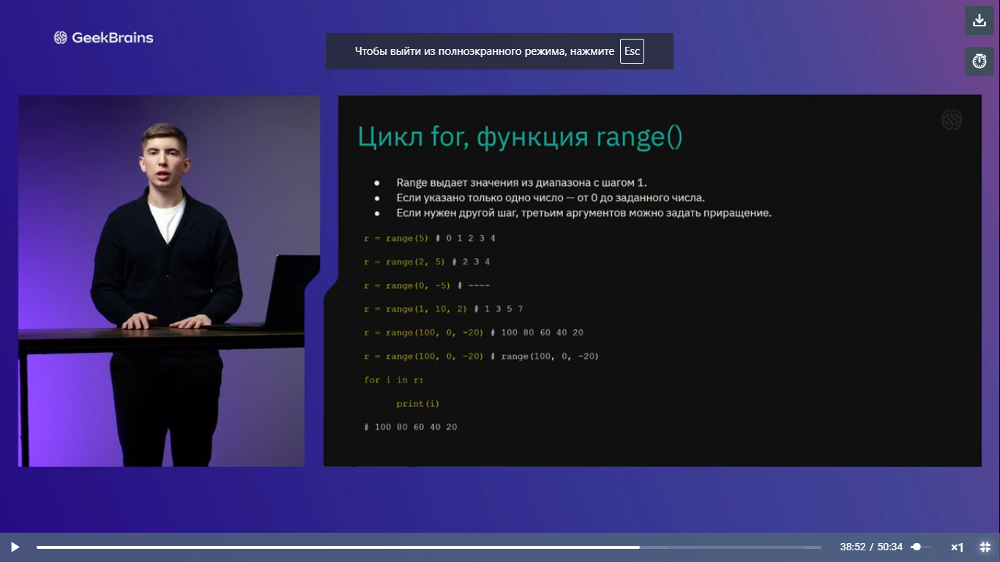 GeekBrains
Чтобы выйти из полноэкранного режима, нажмите Esc
Цикл for, функция range()
● Range выдает значения из диапазона с шагом 1.
● Если указано только одно число — от 0 до заданного числа.
● Если нужен другой шаг, третьим аргументов можно задать приращение.
r = range(5) # 0 1 2 3 4
r = range(2, 5) # 2 3 4
r = range(0, -5) # ----
r = range(1, 10, 2) # 1 3 5 7
r = range(100, 0, -20) # 100 80 60 40 20
r = range(100, 0, -20) # range(100, 0, -20)
for i in r:
print(i)
# 100 80 60 40 20
38:52 / 50:34 ×1